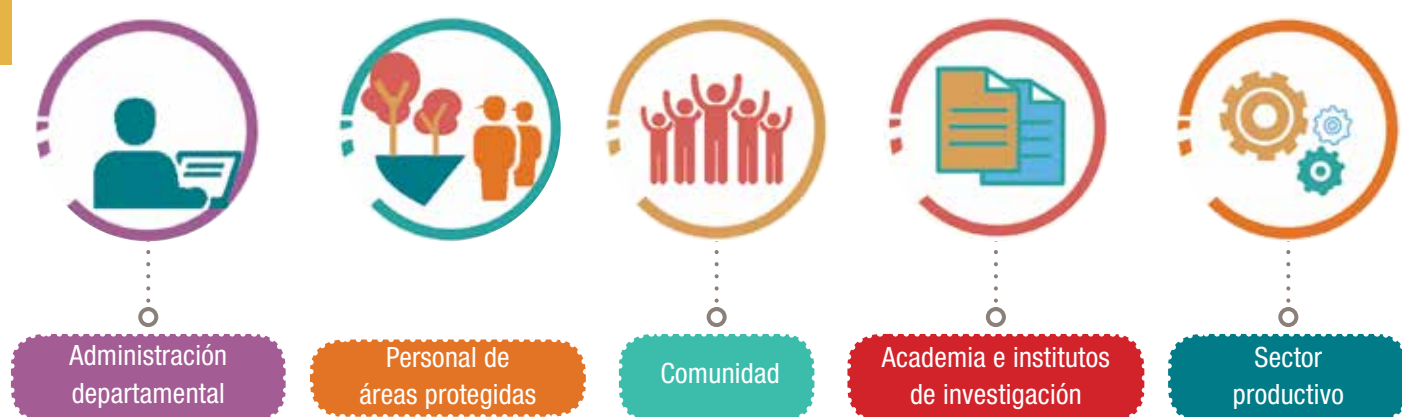 Administración
departamental
Personal de
áreas protegidas
Comunidad
Academia e institutos
de investigación
Sector
productivo